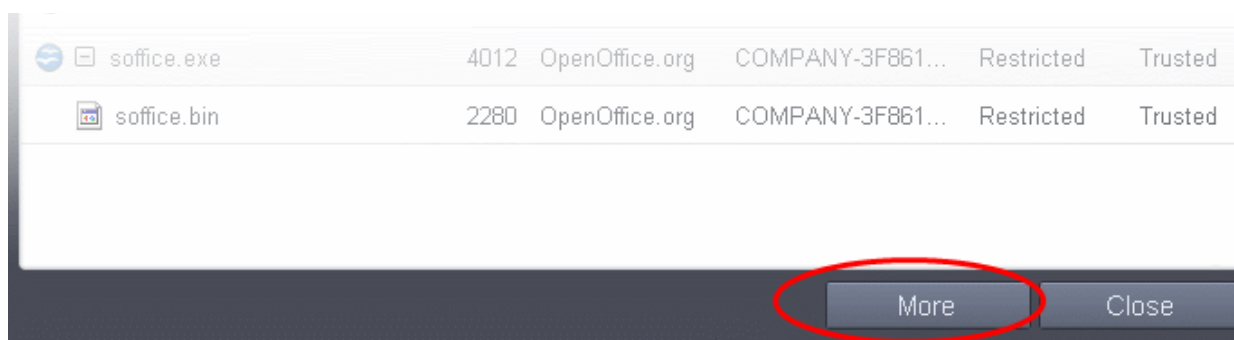 soffice.exe 4012 OpenOffice.org COMPANY-3F861... Restricted Trusted
soffice.bin 2280 OpenOffice.org COMPANY-3F861... Restricted Trusted
More Close